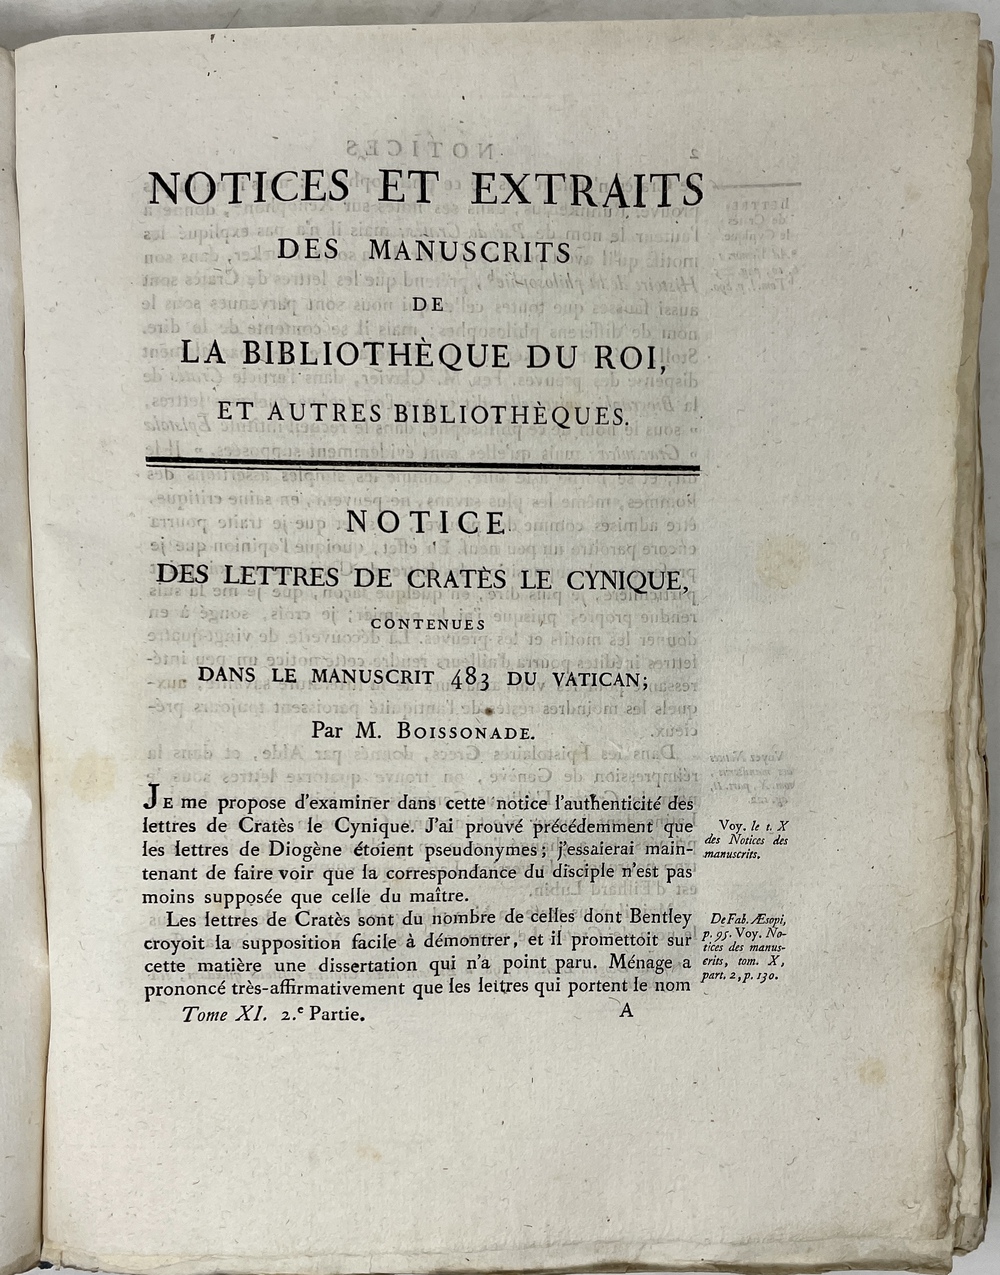 NOTICES ET EXTRAITS
DES MANUSCRITS
DE
LA BIBLIOTHÈQUE DU ROI,
ET AUTRES BIBLIOTHÈQUES.
NOTICE
DES LETTRES DE CRATÈS LE CYNIQUE,
CONTENUES
DANS LE MANUSCRIT 483 DU VATICAN;
Par M. BOISSONADE.
JE me propose d'examiner dans cette notice l'authenticité des
lettres de Cratès le Cynique. J'ai prouvé précédemment que
les lettres de Diogène étoient pseudonymes; j'essaierai main-
tenant de faire voir que la correspondance du disciple n'est pas
moins supposée que celle du maître.
Voy. le t. X
des Notices des
manuscrits.
Les lettres de Cratès sont du nombre de celles dont Bentley
croyoit la supposition facile à démontrer, et il promettoit sur
cette matière une dissertation qui n'a point paru. Ménage a
prononcé très-affirmativement que les lettres qui portent le nom
De Fab. Æsopi,
p. 95. Voy. No-
tices des manus-
crits, tom. X,
part. 2, p. 130.
Tome XI. 2.e Partie.
A